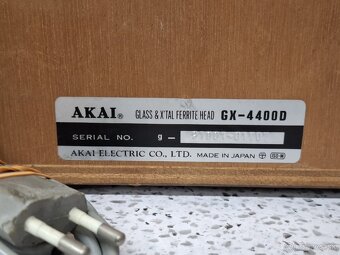 AKAI® GLASS & X'TAL FERRITE HEAD GX-4400D
SERIAL NO. g-
AKAI ELECTRIC CO., LTD. MADE IN JAPAN